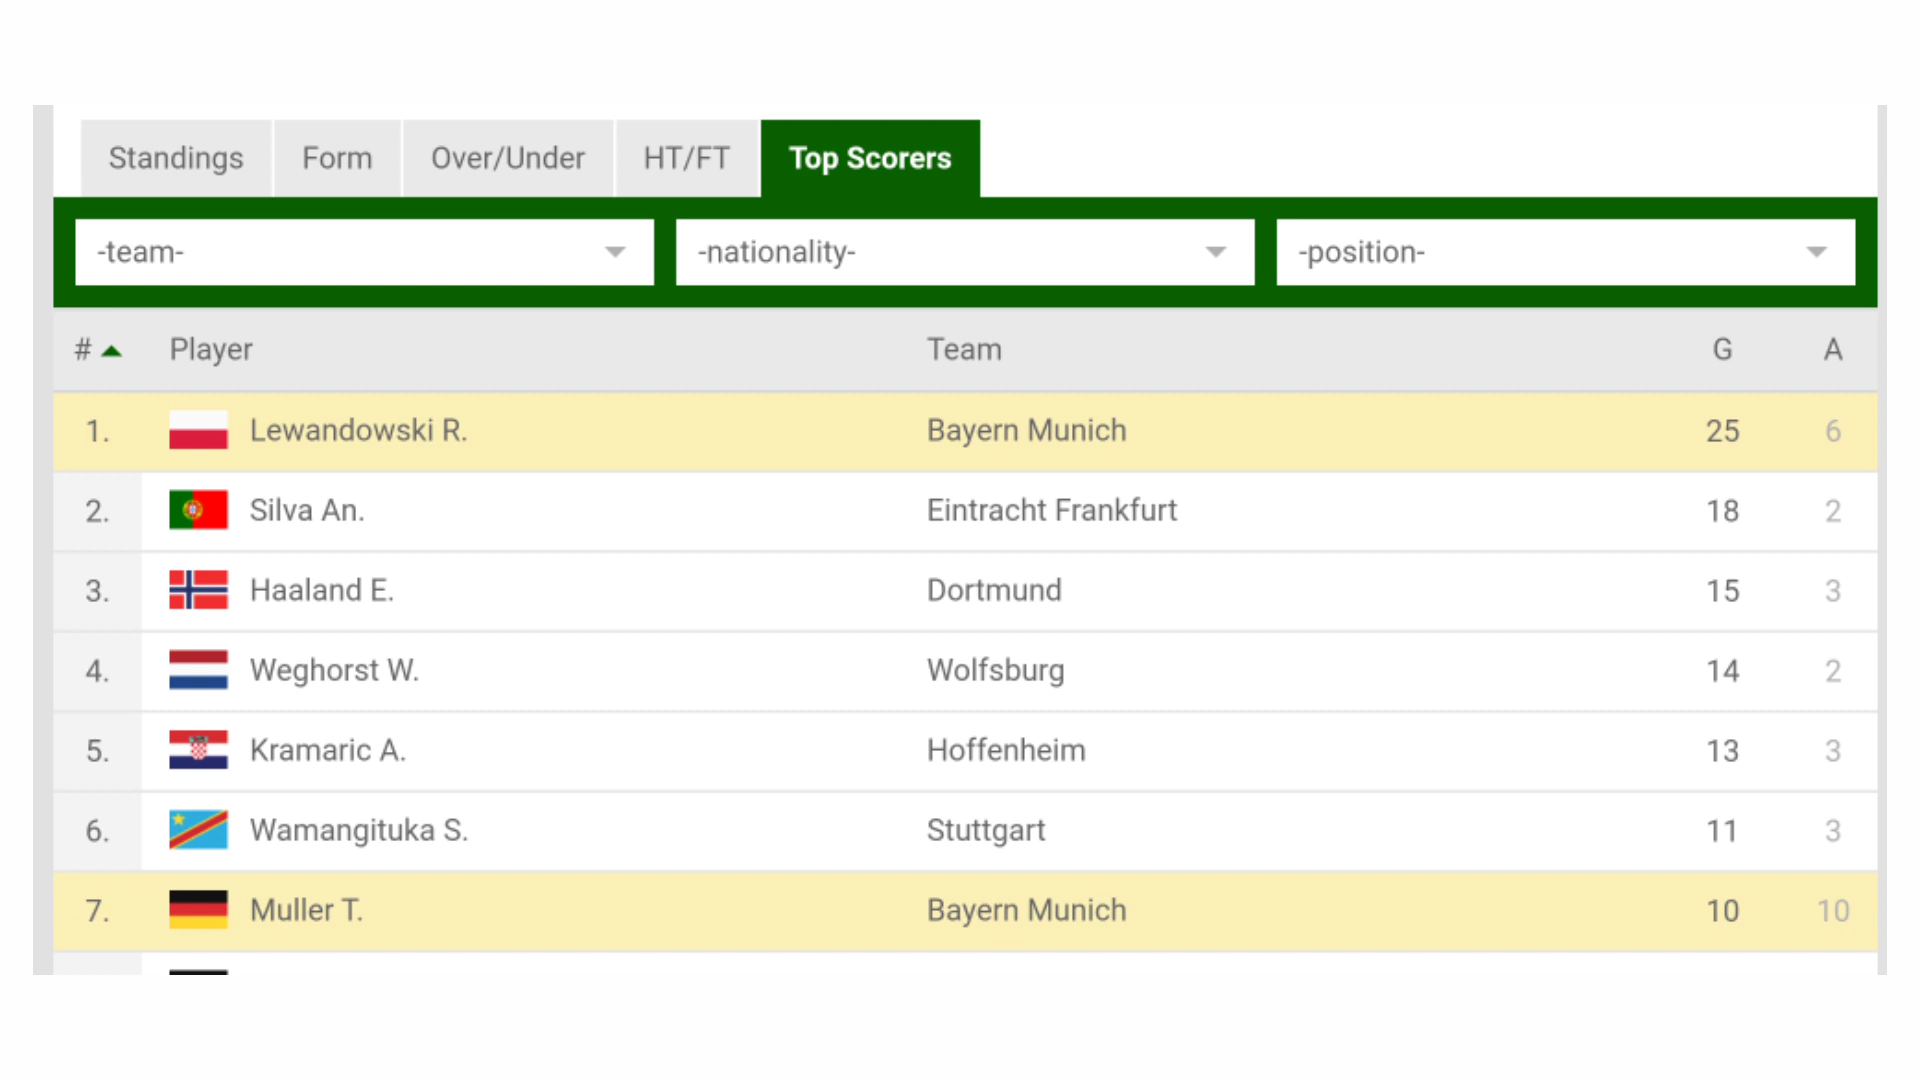 Standings Form Over/Under HT/FT Top Scorers
-team- -nationality- -position-
# Player Team G A
1. Lewandowski R. Bayern Munich 25 6
2. Silva An. Eintracht Frankfurt 18 2
3. Haaland E. Dortmund 15 3
4. Weghorst W. Wolfsburg 14 2
5. Kramaric A. Hoffenheim 13 3
6. Wamangituka S. Stuttgart 11 3
7. Muller T. Bayern Munich 10 10